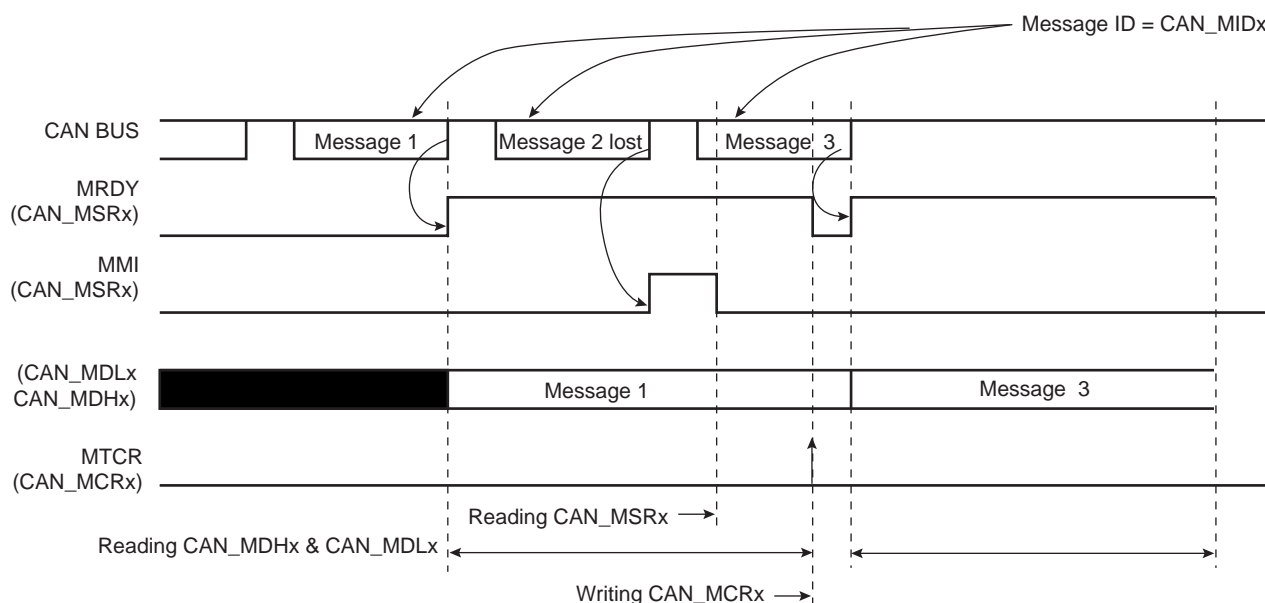 Message ID = CAN_MIDx
CAN BUS
Message 1
Message 2 lost
Message 3
MRDY
(CAN_MSRx)
MMI
(CAN_MSRx)
(CAN_MDLx
CAN_MDHx)
Message 1
Message 3
MTCR
(CAN_MCRx)
Reading CAN_MSRx
Reading CAN_MDHx & CAN_MDLx
Writing CAN_MCRx